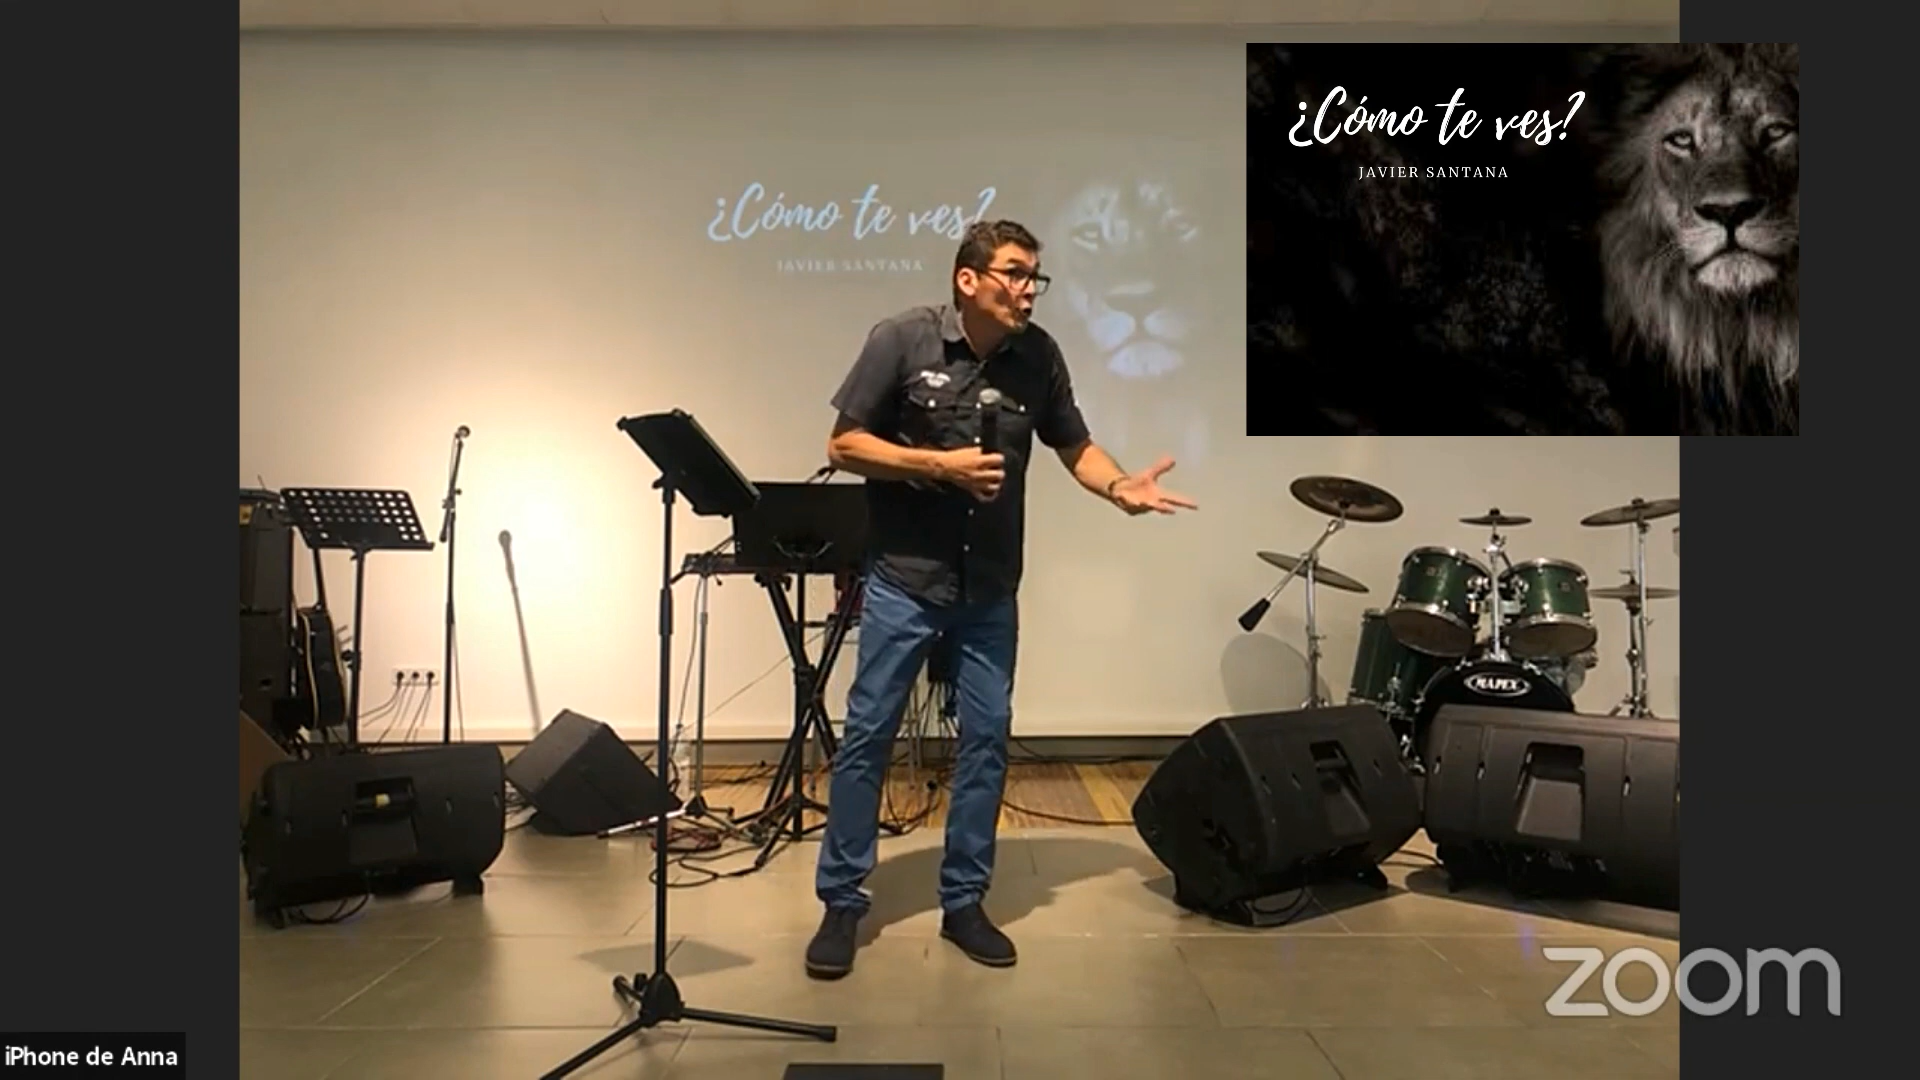 ¿Cómo te ves?
JAVIER SANTANA
¿Cómo te ves?
JAVIER SANTANA
MAPEX
zoom
iPhone de Anna